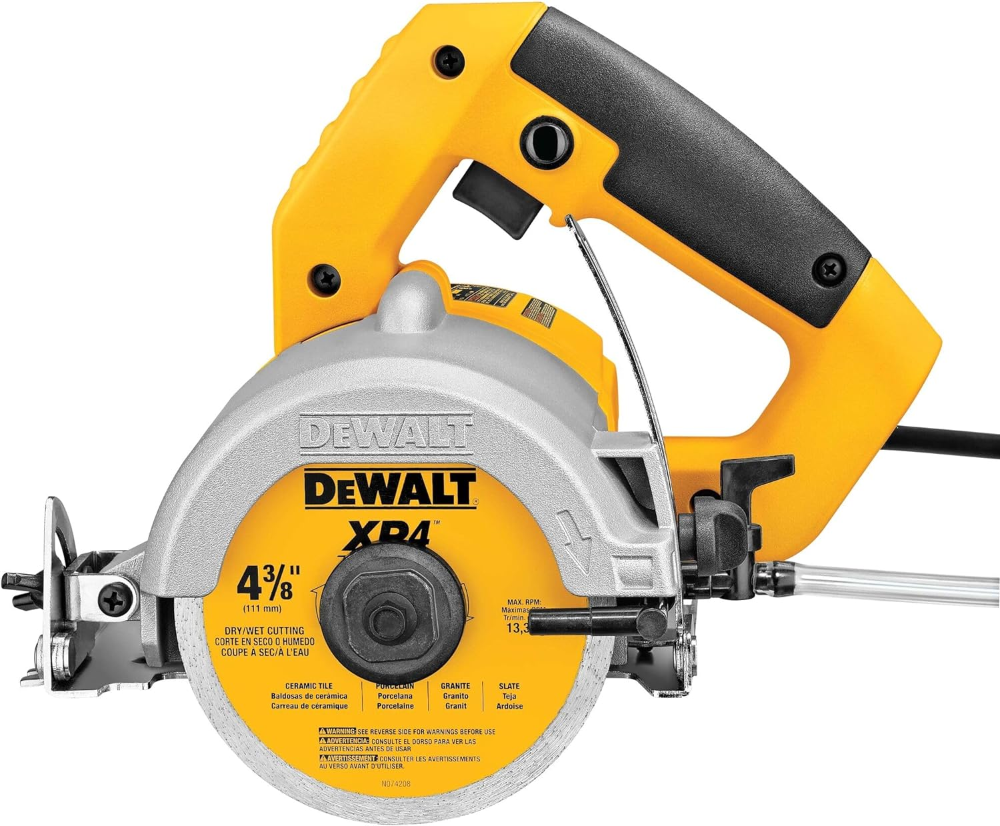 DEWALT
DEWALT®
XR4™
4 3/8"
(111 mm)
DRY/WET CUTTING
CORTE EN SECO O HUMEDO
COUPE À SEC/À L'EAU
MAX. RPM:
Máximas RPM
Tr/min.
13,3
CERAMIC TILE
Baldosas de cerámica
Carreau de céramique
PORCELAIN
Porcelana
Porcelaine
GRANITE
Granito
Granit
SLATE
Teja
Ardoise
⚠WARNING: SEE REVERSE SIDE FOR WARNINGS BEFORE USE
⚠ADVERTENCIA: CONSULTE EL DORSO PARA VER LAS
ADVERTENCIAS ANTES DE USAR
⚠AVERTISSEMENT: CONSULTER LES AVERTISSEMENTS
AU VERSO AVANT D'UTILISER.
N074208